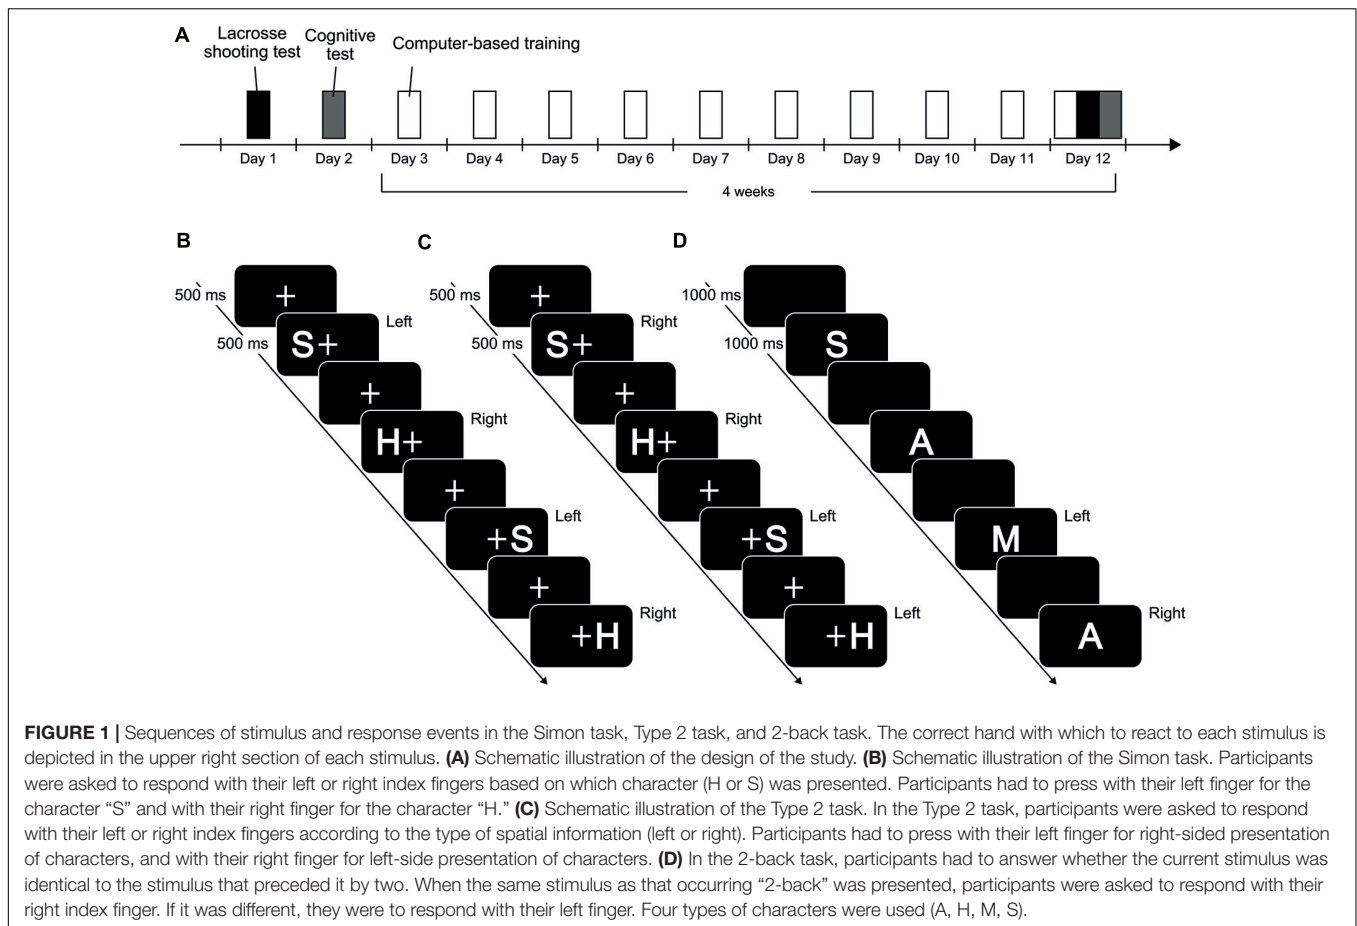 A
Lacrosse
shooting test
Cognitive
test
Computer-based training
Day 1 Day 2 Day 3 Day 4 Day 5 Day 6 Day 7 Day 8 Day 9 Day 10 Day 11 Day 12
4 weeks
B
500 ms
+
500 ms
S+
Left
+
H+
Right
+
+S
Left
+
+H
Right
C
500 ms
+
500 ms
S+
Right
+
H+
Right
+
+S
Left
+
+H
Left
D
1000 ms
1000 ms
S
A
M
Left
A
Right
FIGURE 1 | Sequences of stimulus and response events in the Simon task, Type 2 task, and 2-back task. The correct hand with which to react to each stimulus is
depicted in the upper right section of each stimulus. (A) Schematic illustration of the design of the study. (B) Schematic illustration of the Simon task. Participants
were asked to respond with their left or right index fingers based on which character (H or S) was presented. Participants had to press with their left finger for the
character “S” and with their right finger for the character “H.” (C) Schematic illustration of the Type 2 task. In the Type 2 task, participants were asked to respond
with their left or right index fingers according to the type of spatial information (left or right). Participants had to press with their left finger for right-sided presentation
of characters, and with their right finger for left-side presentation of characters. (D) In the 2-back task, participants had to answer whether the current stimulus was
identical to the stimulus that preceded it by two. When the same stimulus as that occurring “2-back” was presented, participants were asked to respond with their
right index finger. If it was different, they were to respond with their left finger. Four types of characters were used (A, H, M, S).